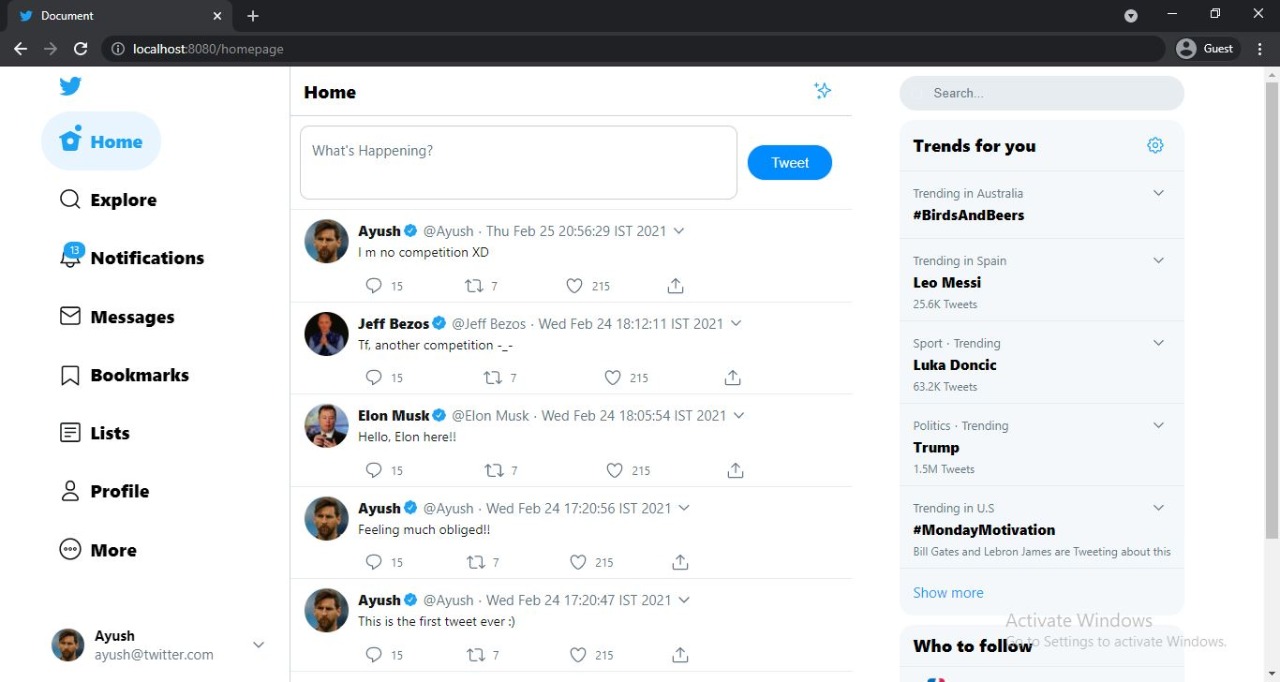 Document
localhost:8080/homepage
Guest
Home
Explore
13
Notifications
Messages
Bookmarks
Lists
Profile
More
Ayush
ayush@twitter.com
Home
What's Happening?
Tweet
Ayush @Ayush · Thu Feb 25 20:56:29 IST 2021
I m no competition XD
15 7 215
Jeff Bezos @Jeff Bezos · Wed Feb 24 18:12:11 IST 2021
Tf, another competition -_-
15 7 215
Elon Musk @Elon Musk · Wed Feb 24 18:05:54 IST 2021
Hello, Elon here!!
15 7 215
Ayush @Ayush · Wed Feb 24 17:20:56 IST 2021
Feeling much obliged!!
15 7 215
Ayush @Ayush · Wed Feb 24 17:20:47 IST 2021
This is the first tweet ever :)
15 7 215
Search...
Trends for you
Trending in Australia
#BirdsAndBeers
Trending in Spain
Leo Messi
25.6K Tweets
Sport · Trending
Luka Doncic
63.2K Tweets
Politics · Trending
Trump
1.5M Tweets
Trending in U.S
#MondayMotivation
Bill Gates and Lebron James are Tweeting about this
Show more
Who to follow
Activate Windows
Go to Settings to activate Windows.